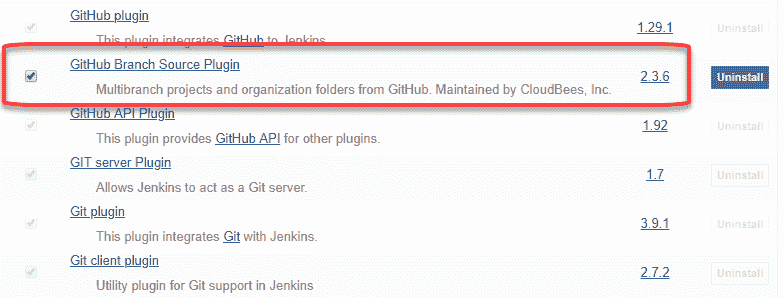 GitHub plugin
This plugin integrates GitHub to Jenkins. 1.29.1 Uninstall
GitHub Branch Source Plugin
Multibranch projects and organization folders from GitHub. Maintained by CloudBees, Inc. 2.3.6 Uninstall
GitHub API Plugin
This plugin provides GitHub API for other plugins. 1.92 Uninstall
GIT server Plugin
Allows Jenkins to act as a Git server. 1.7 Uninstall
Git plugin
This plugin integrates Git with Jenkins. 3.9.1 Uninstall
Git client plugin
Utility plugin for Git support in Jenkins 2.7.2 Uninstall